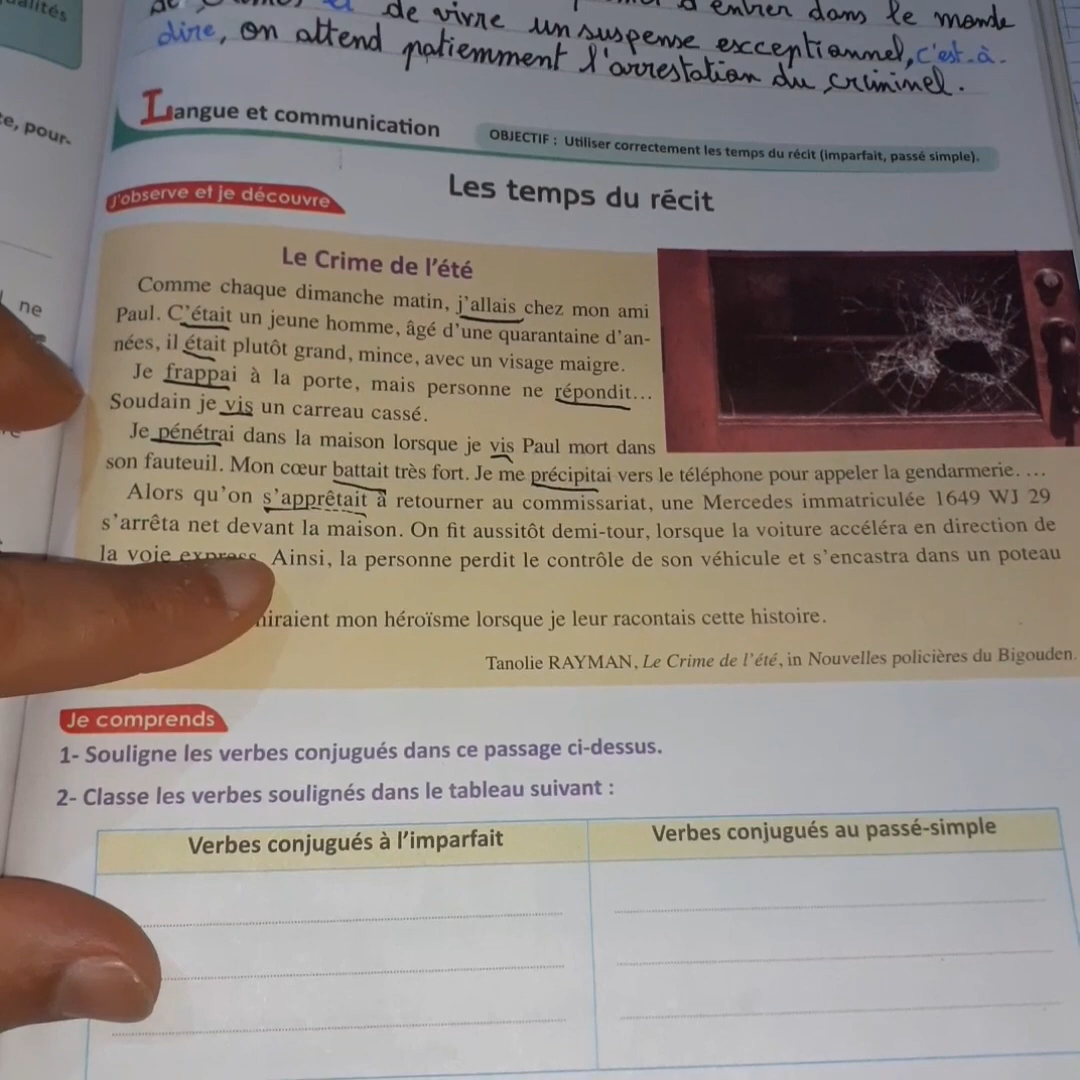 de vivre un suspense exceptionnel, c'est-à-
d'entrer dans le monde
dire, on attend patiemment l'arrestation du criminel.
Langue et communication
OBJECTIF : Utiliser correctement les temps du récit (imparfait, passé simple).
J'observe et je découvre
Les temps du récit
Le Crime de l'été
Comme chaque dimanche matin, j'allais chez mon ami
Paul. C'était un jeune homme, âgé d'une quarantaine d'an-
nées, il était plutôt grand, mince, avec un visage maigre.
Je frappai à la porte, mais personne ne répondit...
Soudain je vis un carreau cassé.
Je pénétrai dans la maison lorsque je vis Paul mort dans
son fauteuil. Mon cœur battait très fort. Je me précipitai vers le téléphone pour appeler la gendarmerie. ...
Alors qu'on s'apprêtait à retourner au commissariat, une Mercedes immatriculée 1649 WJ 29
s'arrêta net devant la maison. On fit aussitôt demi-tour, lorsque la voiture accéléra en direction de
la voie express. Ainsi, la personne perdit le contrôle de son véhicule et s'encastra dans un poteau
miraient mon héroïsme lorsque je leur racontais cette histoire.
Tanolie RAYMAN, Le Crime de l'été, in Nouvelles policières du Bigouden.
Je comprends
1- Souligne les verbes conjugués dans ce passage ci-dessus.
2- Classe les verbes soulignés dans le tableau suivant :
Verbes conjugués à l'imparfait
Verbes conjugués au passé-simple
ne